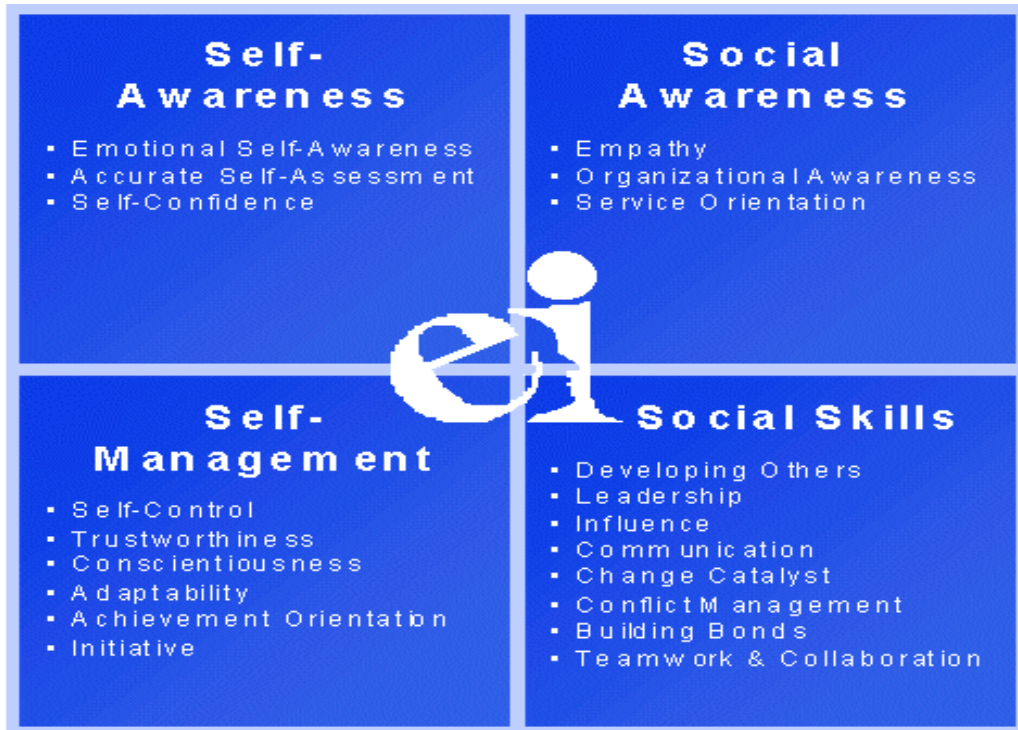 Self-
Awareness
▪ Emotional Self-Awareness
▪ Accurate Self-Assessment
▪ Self-Confidence
Social
Awareness
▪ Empathy
▪ Organizational Awareness
▪ Service Orientation
ei
Self-
Management
▪ Self-Control
▪ Trustworthiness
▪ Conscientiousness
▪ Adaptability
▪ Achievement Orientation
▪ Initiative
Social Skills
▪ Developing Others
▪ Leadership
▪ Influence
▪ Communication
▪ Change Catalyst
▪ Conflict Management
▪ Building Bonds
▪ Teamwork & Collaboration